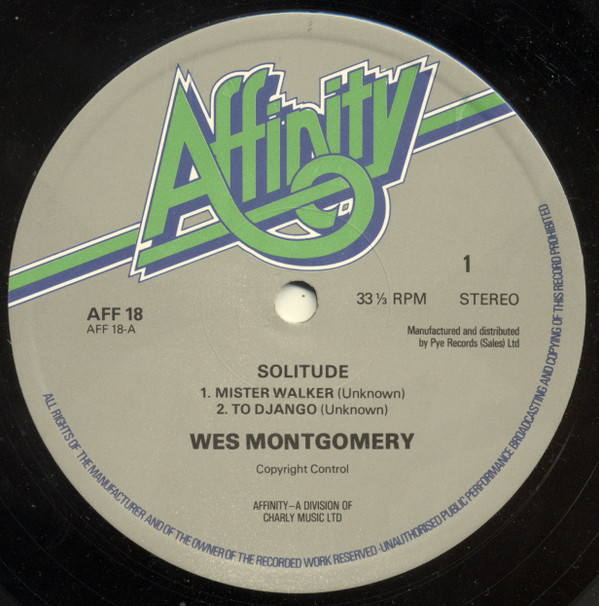 Affinity
1
AFF 18
AFF 18-A
33⅓ RPM STEREO
Manufactured and distributed
by Pye Records (Sales) Ltd
SOLITUDE
1. MISTER WALKER (Unknown)
2. TO DJANGO (Unknown)
WES MONTGOMERY
Copyright Control
AFFINITY–A DIVISION OF
CHARLY MUSIC LTD
ALL RIGHTS OF THE MANUFACTURER AND OF THE OWNER OF THE RECORDED WORK RESERVED·UNAUTHORISED PUBLIC PERFORMANCE BROADCASTING AND COPYING OF THIS RECORD PROHIBITED